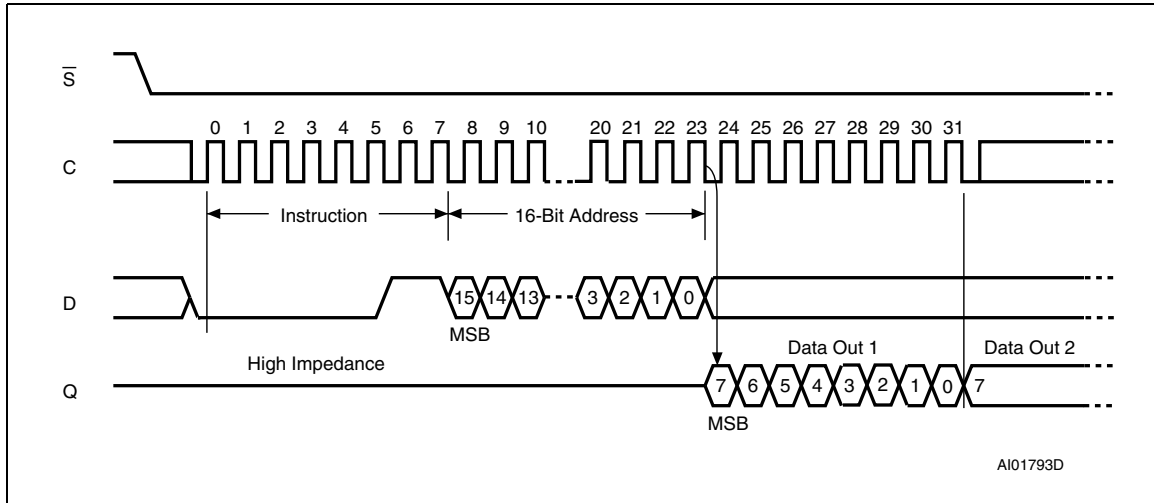 S̅
0 1 2 3 4 5 6 7 8 9 10 20 21 22 23 24 25 26 27 28 29 30 31
C
Instruction 16-Bit Address
D
15 14 13 3 2 1 0
MSB
High Impedance
Data Out 1 Data Out 2
Q
7 6 5 4 3 2 1 0 7
MSB
AI01793D